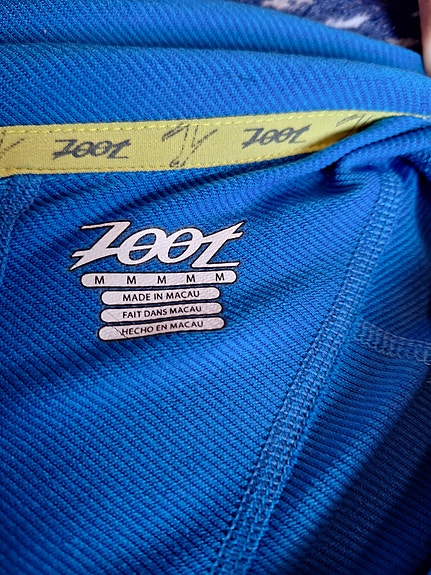 ZOOT ZOOT
ZOOT
M M M M M
MADE IN MACAU
FAIT DANS MACAU
HECHO EN MACAU